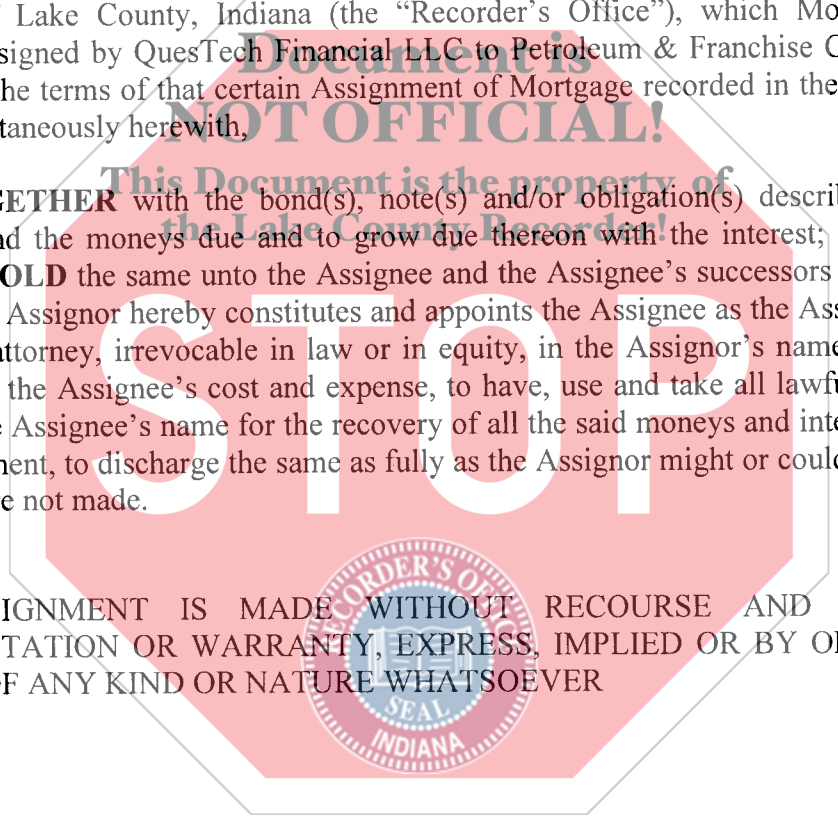 Lake County, Indiana (the “Recorder’s Office”), which Mo
signed by QuesTech Financial LLC to Petroleum & Franchise C
he terms of that certain Assignment of Mortgage recorded in the
taneously herewith,
Document is
NOT OFFICIAL!
This Document is the property of
the Lake County Recorder!
GETHER with the bond(s), note(s) and/or obligation(s) descri
nd the moneys due and to grow due thereon with the interest;
OLD the same unto the Assignee and the Assignee’s successors
Assignor hereby constitutes and appoints the Assignee as the Ass
attorney, irrevocable in law or in equity, in the Assignor’s name
the Assignee’s cost and expense, to have, use and take all lawfu
e Assignee’s name for the recovery of all the said moneys and inte
nent, to discharge the same as fully as the Assignor might or could
re not made.
STOP
IGNMENT IS MADE WITHOUT RECOURSE AND
TATION OR WARRANTY, EXPRESS, IMPLIED OR BY O
F ANY KIND OR NATURE WHATSOEVER
RECORDER'S OFFICE
SEAL
INDIANA